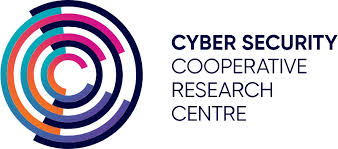 CYBER SECURITY
COOPERATIVE
RESEARCH
CENTRE